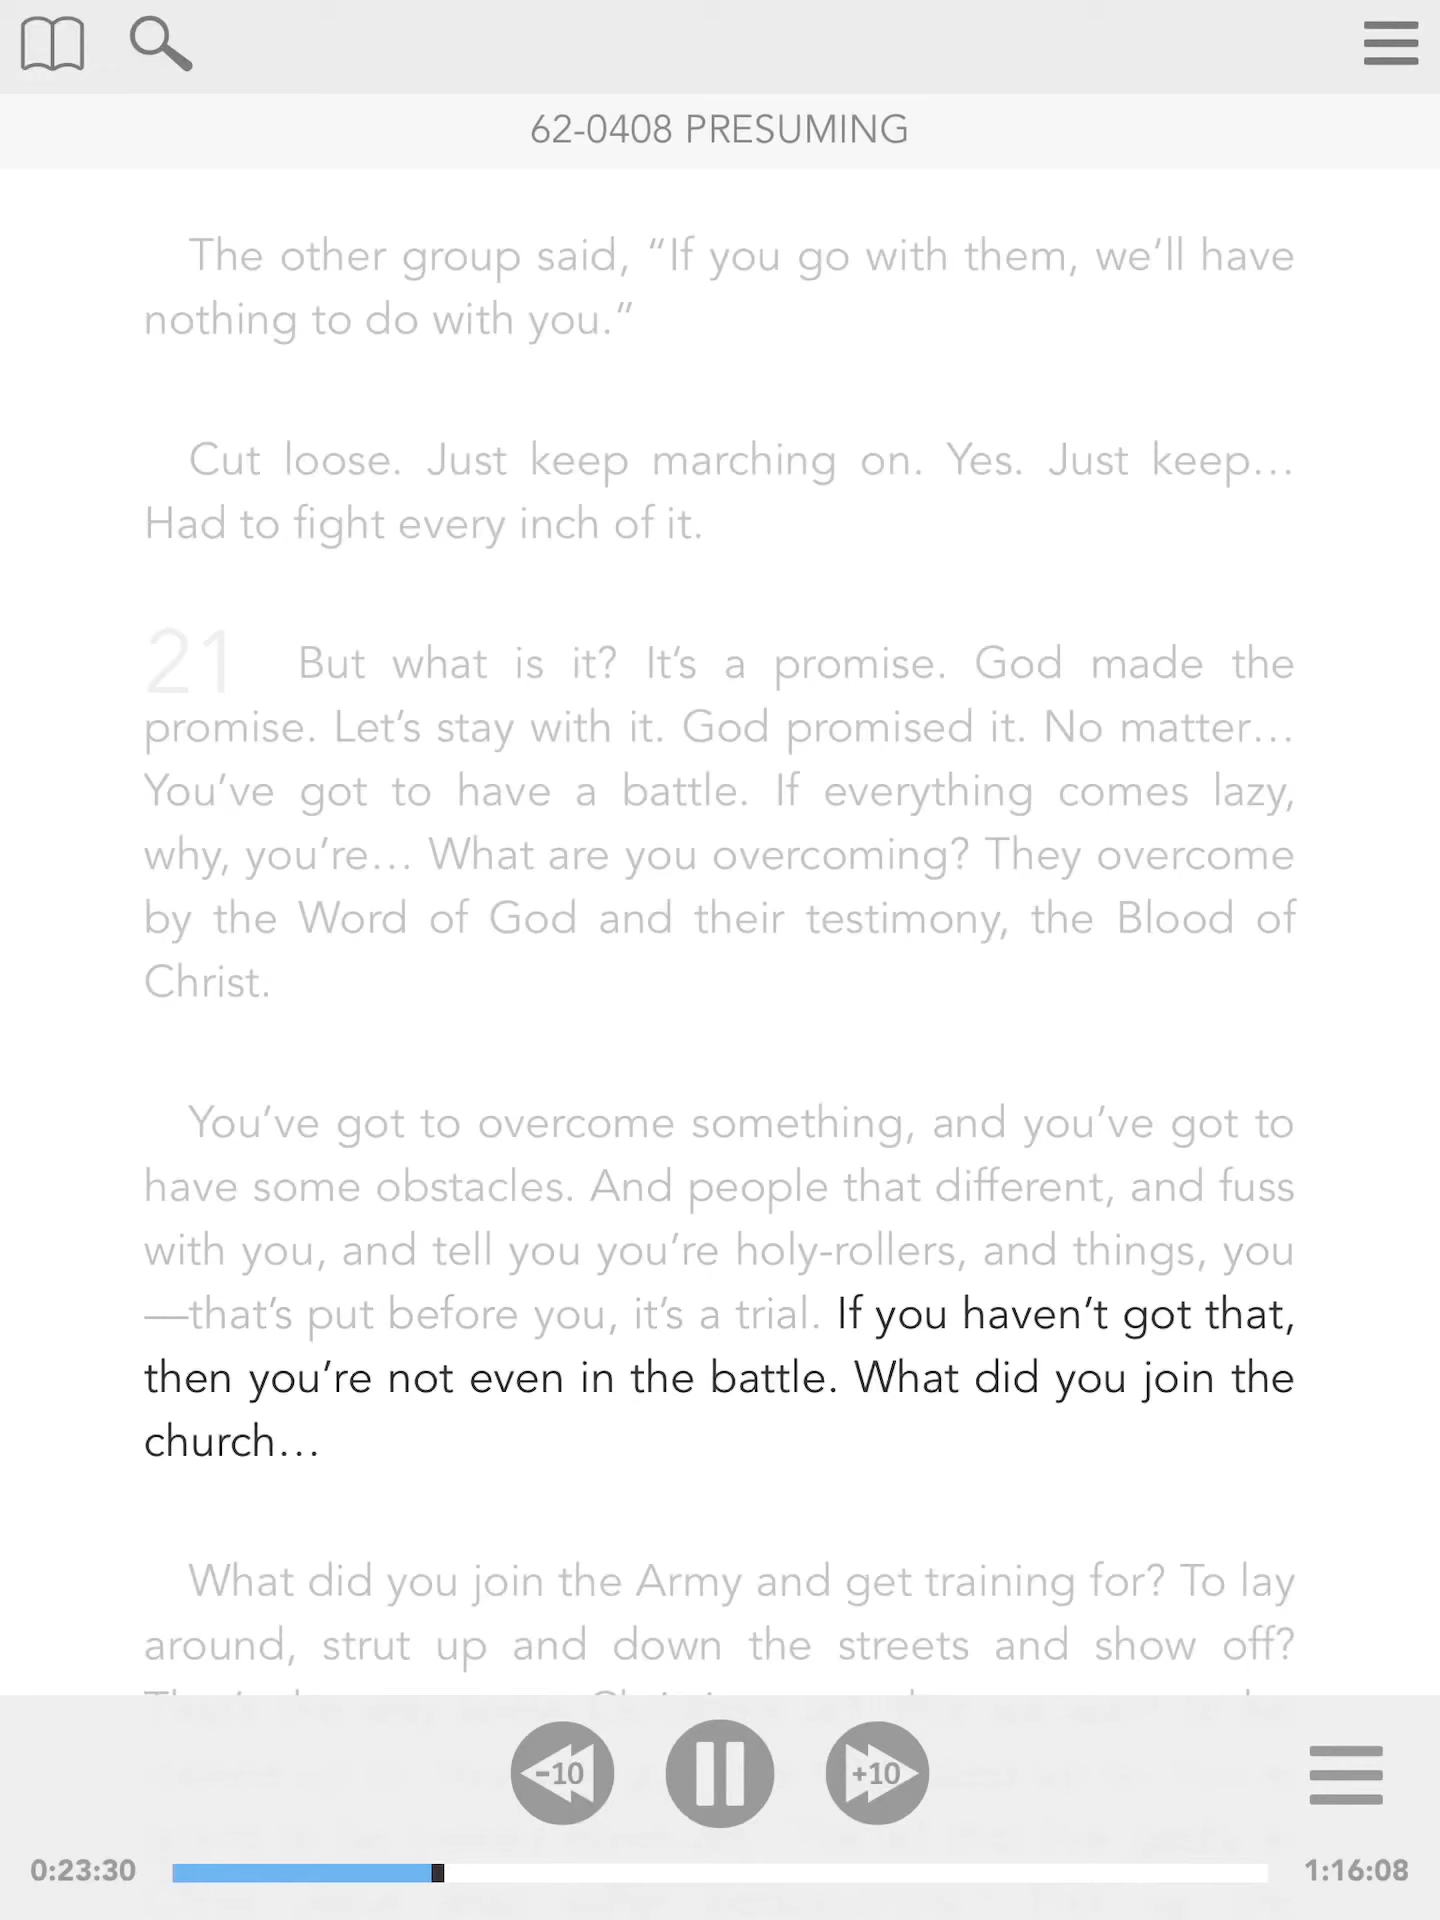 62-0408 PRESUMING
The other group said, “If you go with them, we’ll have
nothing to do with you.”
Cut loose. Just keep marching on. Yes. Just keep…
Had to fight every inch of it.
21 But what is it? It’s a promise. God made the
promise. Let’s stay with it. God promised it. No matter…
You’ve got to have a battle. If everything comes lazy,
why, you’re… What are you overcoming? They overcome
by the Word of God and their testimony, the Blood of
Christ.
You’ve got to overcome something, and you’ve got to
have some obstacles. And people that different, and fuss
with you, and tell you you’re holy-rollers, and things, you
—that’s put before you, it’s a trial. If you haven’t got that,
then you’re not even in the battle. What did you join the
church…
What did you join the Army and get training for? To lay
around, strut up and down the streets and show off?
-10 +10
0:23:30 1:16:08